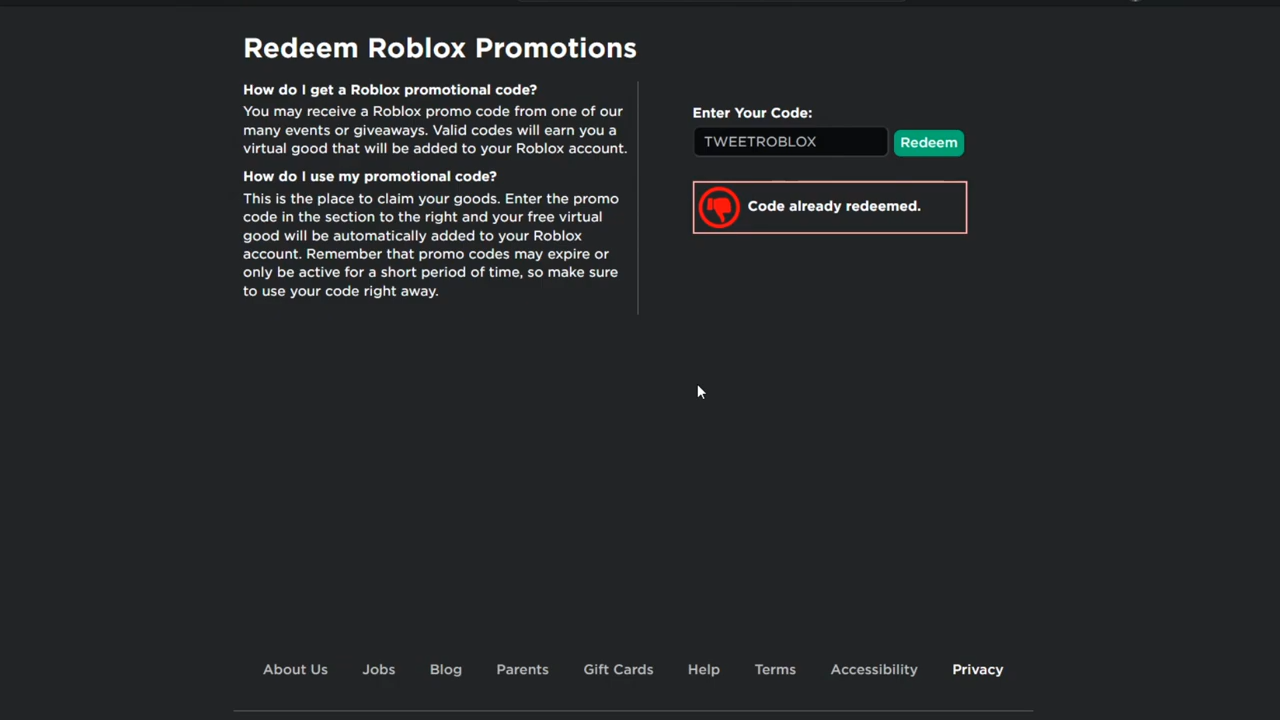 Redeem Roblox Promotions
How do I get a Roblox promotional code?
You may receive a Roblox promo code from one of our
many events or giveaways. Valid codes will earn you a
virtual good that will be added to your Roblox account.
How do I use my promotional code?
This is the place to claim your goods. Enter the promo
code in the section to the right and your free virtual
good will be automatically added to your Roblox
account. Remember that promo codes may expire or
only be active for a short period of time, so make sure
to use your code right away.
Enter Your Code:
TWEETROBLOX Redeem
Code already redeemed.
About Us Jobs Blog Parents Gift Cards Help Terms Accessibility Privacy